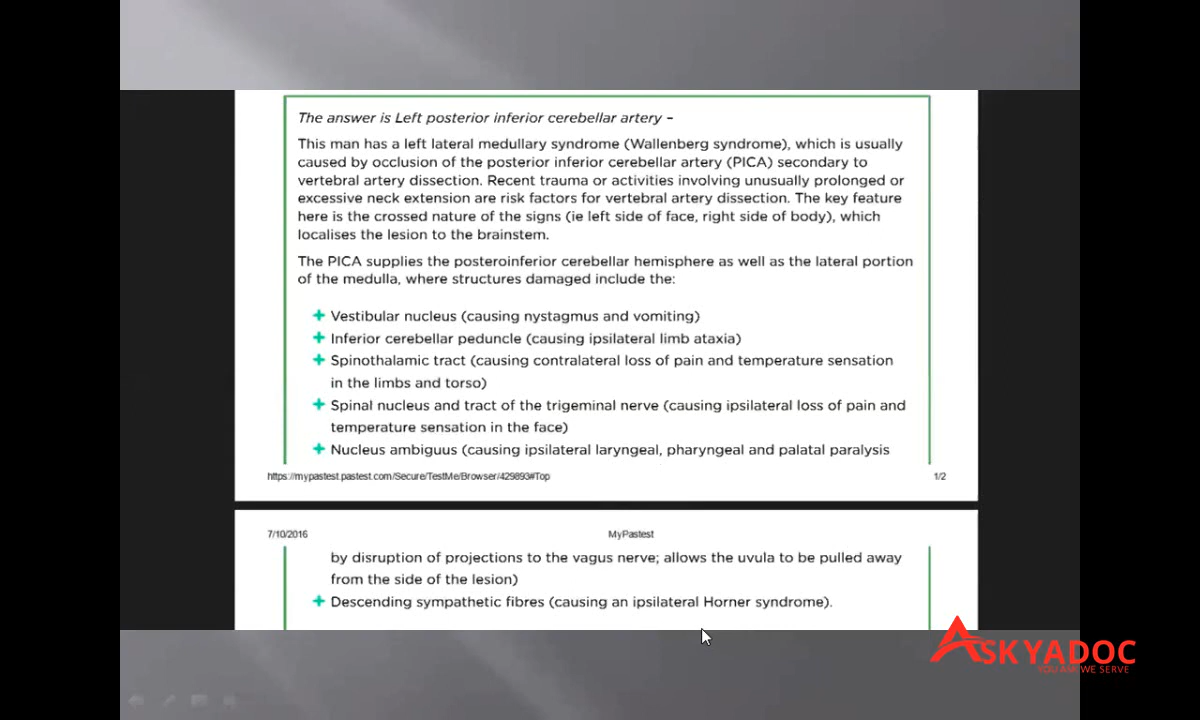 The answer is Left posterior inferior cerebellar artery –
This man has a left lateral medullary syndrome (Wallenberg syndrome), which is usually
caused by occlusion of the posterior inferior cerebellar artery (PICA) secondary to
vertebral artery dissection. Recent trauma or activities involving unusually prolonged or
excessive neck extension are risk factors for vertebral artery dissection. The key feature
here is the crossed nature of the signs (ie left side of face, right side of body), which
localises the lesion to the brainstem.
The PICA supplies the posteroinferior cerebellar hemisphere as well as the lateral portion
of the medulla, where structures damaged include the:
Vestibular nucleus (causing nystagmus and vomiting)
Inferior cerebellar peduncle (causing ipsilateral limb ataxia)
Spinothalamic tract (causing contralateral loss of pain and temperature sensation
in the limbs and torso)
Spinal nucleus and tract of the trigeminal nerve (causing ipsilateral loss of pain and
temperature sensation in the face)
Nucleus ambiguus (causing ipsilateral laryngeal, pharyngeal and palatal paralysis
https://mypastest.pastest.com/Secure/TestMe/Browser/429893#Top 1/2
7/10/2016 MyPastest
by disruption of projections to the vagus nerve; allows the uvula to be pulled away
from the side of the lesion)
Descending sympathetic fibres (causing an ipsilateral Horner syndrome).
ASKYADOC
YOU ARE WE SERVE